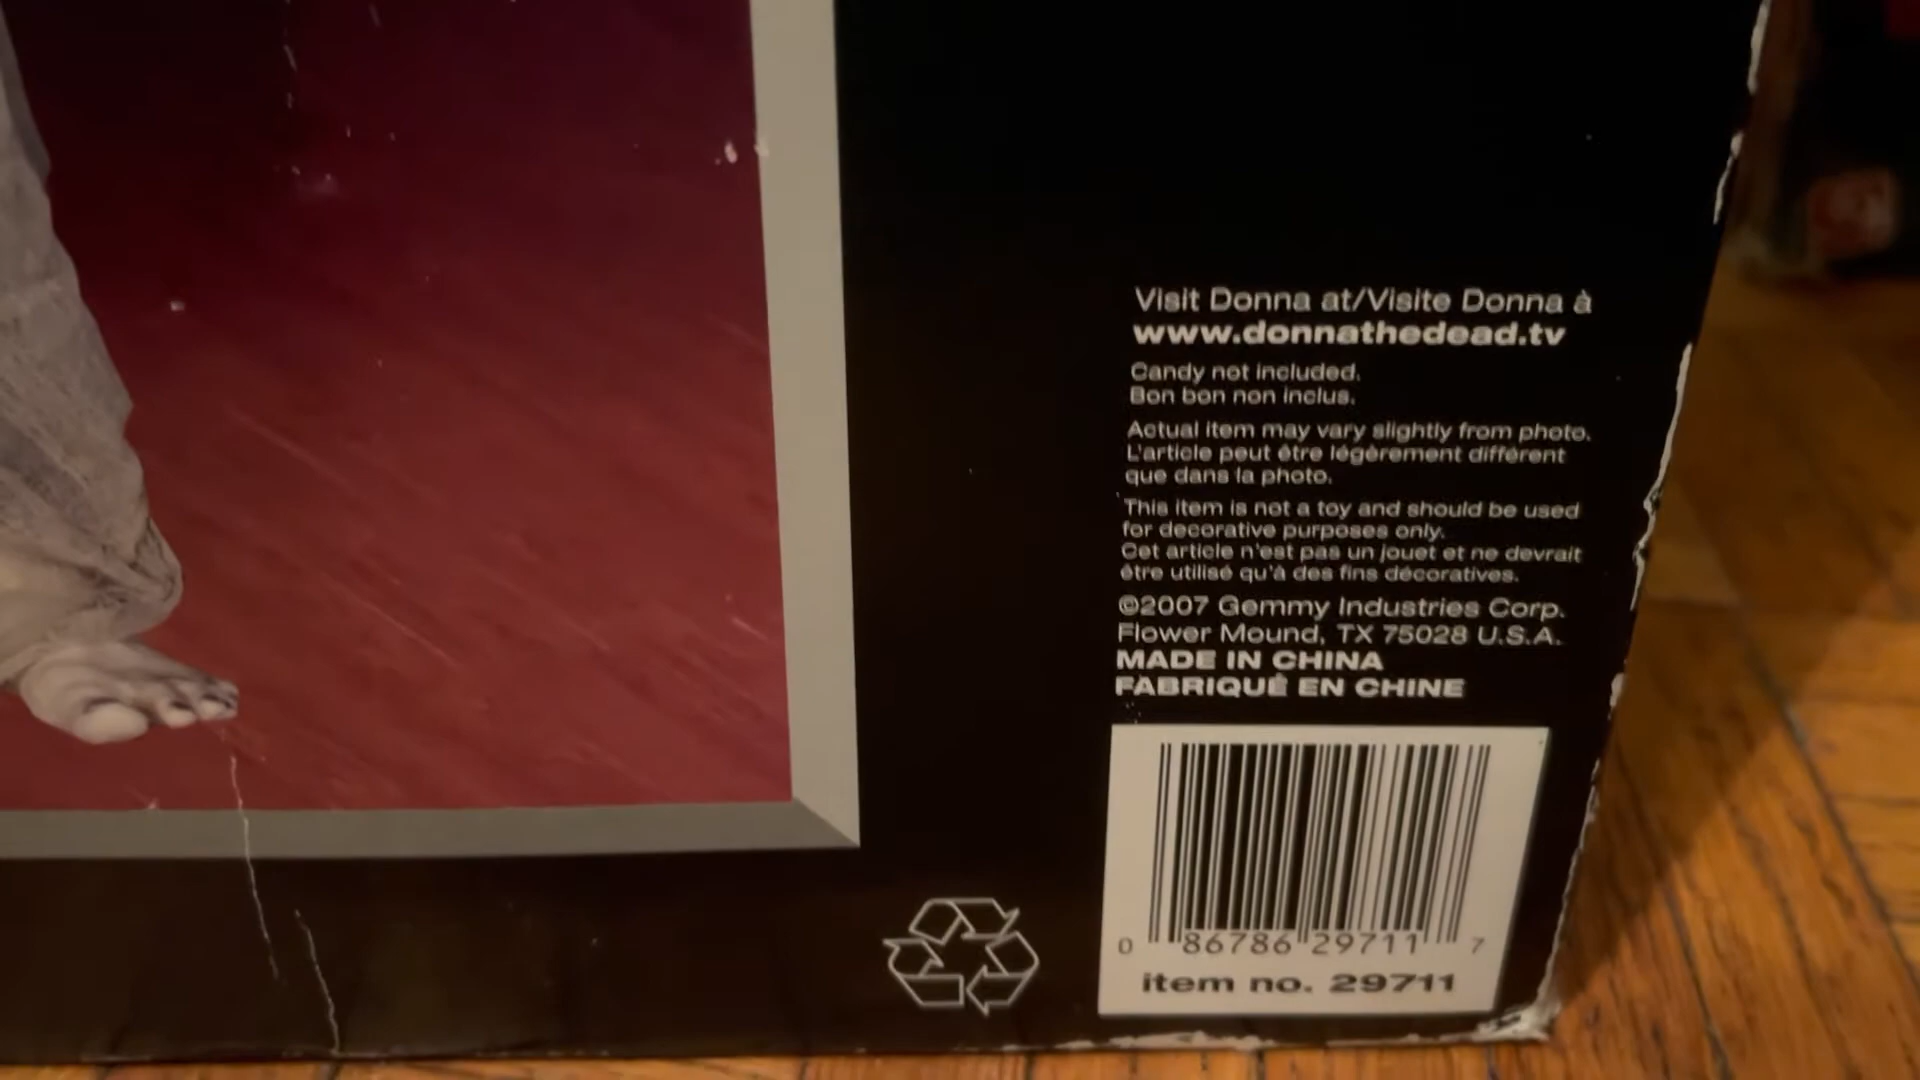 Visit Donna at/Visite Donna à
www.donnathedead.tv
Candy not included.
Bon bon non inclus.
Actual item may vary slightly from photo.
L'article peut être légèrement différent
que dans la photo.
This item is not a toy and should be used
for decorative purposes only.
Cet article n'est pas un jouet et ne devrait
être utilisé qu'à des fins décoratives.
©2007 Gemmy Industries Corp.
Flower Mound, TX 75028 U.S.A.
MADE IN CHINA
FABRIQUÉ EN CHINE
0 86786 29711 7
item no. 29711